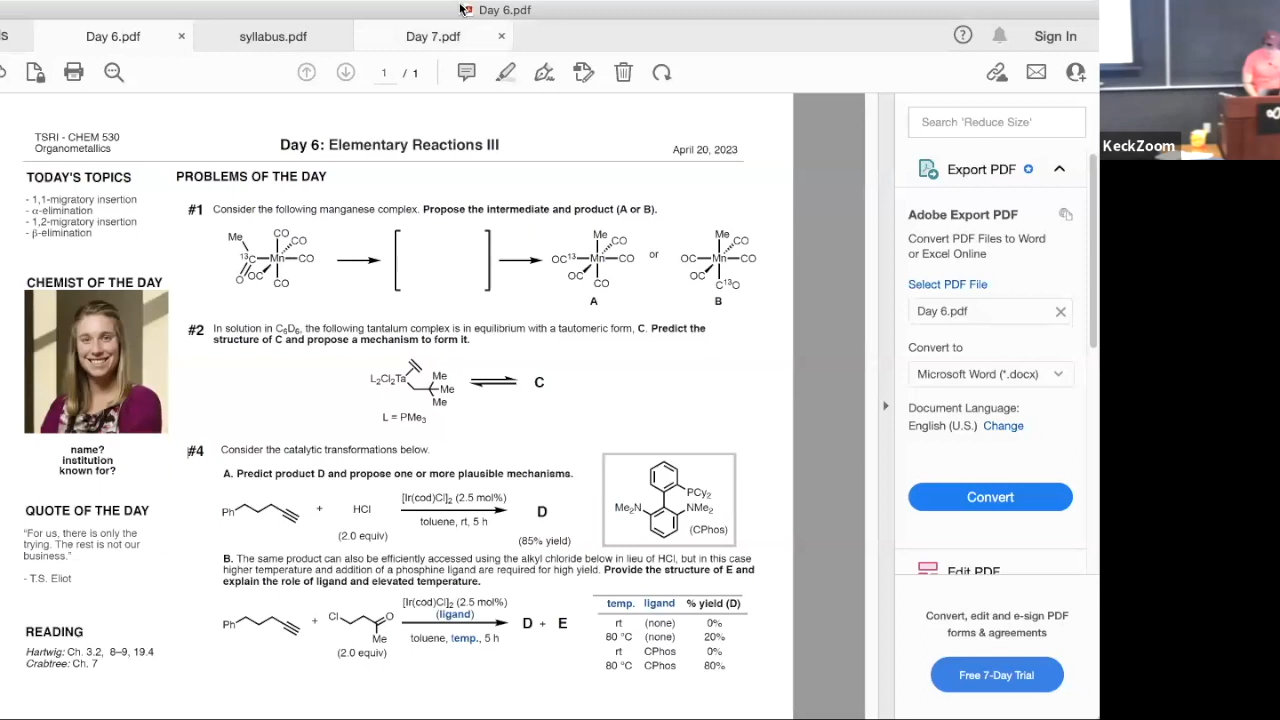 Day 6.pdf
ls
Day 6.pdf
syllabus.pdf
Day 7.pdf
Sign In
1 / 1
TSRI - CHEM 530
Organometallics
Day 6: Elementary Reactions III
April 20, 2023
TODAY'S TOPICS
- 1,1-migratory insertion
- α-elimination
- 1,2-migratory insertion
- β-elimination
CHEMIST OF THE DAY
name?
institution
known for?
QUOTE OF THE DAY
“For us, there is only the
trying. The rest is not our
business.”
- T.S. Eliot
READING
Hartwig: Ch. 3.2, 8–9, 19.4
Crabtree: Ch. 7
PROBLEMS OF THE DAY
#1 Consider the following manganese complex. Propose the intermediate and product (A or B).
Me
13C
O
Mn
CO
CO
CO
OC
CO
Me
OC13
Mn
CO
CO
OC
CO
A
or
Me
OC
Mn
CO
CO
OC
C13O
B
#2 In solution in C6D6, the following tantalum complex is in equilibrium with a tautomeric form, C. Predict the
structure of C and propose a mechanism to form it.
L2Cl2Ta
Me
Me
Me
C
L = PMe3
#4 Consider the catalytic transformations below.
A. Predict product D and propose one or more plausible mechanisms.
Ph
+
HCl
(2.0 equiv)
[Ir(cod)Cl]2 (2.5 mol%)
toluene, rt, 5 h
D
(85% yield)
PCy2
Me2N
NMe2
(CPhos)
B. The same product can also be efficiently accessed using the alkyl chloride below in lieu of HCl, but in this case
higher temperature and addition of a phosphine ligand are required for high yield. Provide the structure of E and
explain the role of ligand and elevated temperature.
Ph
+
Cl
O
Me
(2.0 equiv)
[Ir(cod)Cl]2 (2.5 mol%)
(ligand)
toluene, temp., 5 h
D + E
temp. ligand % yield (D)
rt (none) 0%
80 °C (none) 20%
rt CPhos 0%
80 °C CPhos 80%
Search 'Reduce Size'
Export PDF
Adobe Export PDF
Convert PDF Files to Word
or Excel Online
Select PDF File
Day 6.pdf
Convert to
Microsoft Word (*.docx)
Document Language:
English (U.S.) Change
Convert
Edit PDF
Convert, edit and e-sign PDF
forms & agreements
Free 7-Day Trial
KeckZoom